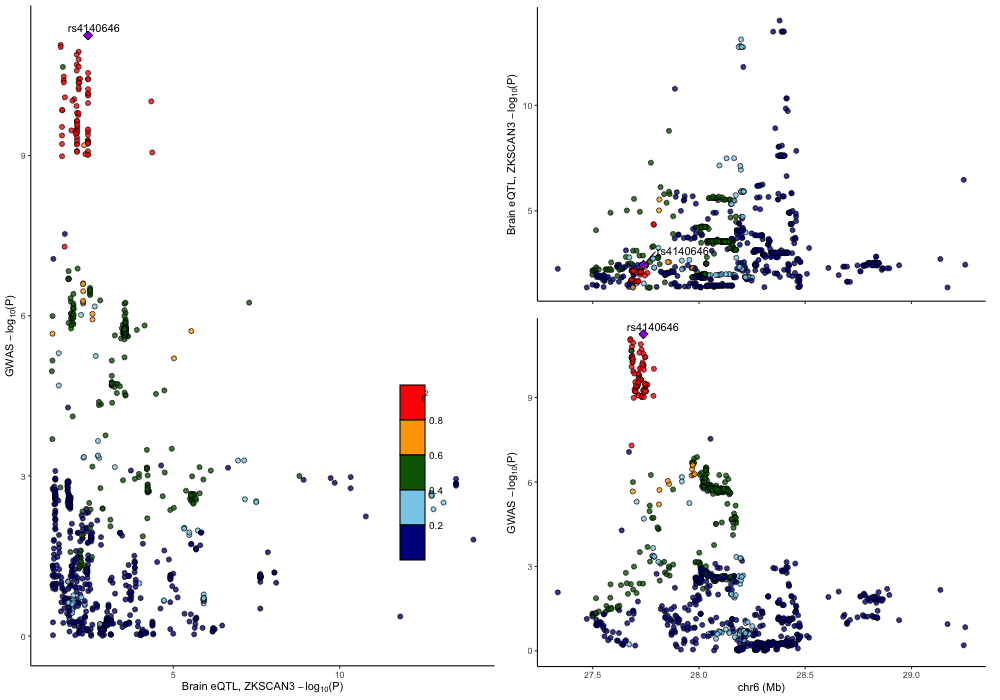 rs4140646
9
6
3
0
GWAS −log10(P)
5
10
Brain eQTL, ZKSCAN3 −log10(P)
r2
0.8
0.6
0.4
0.2
10
5
Brain eQTL, ZKSCAN3 −log10(P)
rs4140646
rs4140646
9
6
3
0
GWAS −log10(P)
27.5
28.0
28.5
29.0
chr6 (Mb)